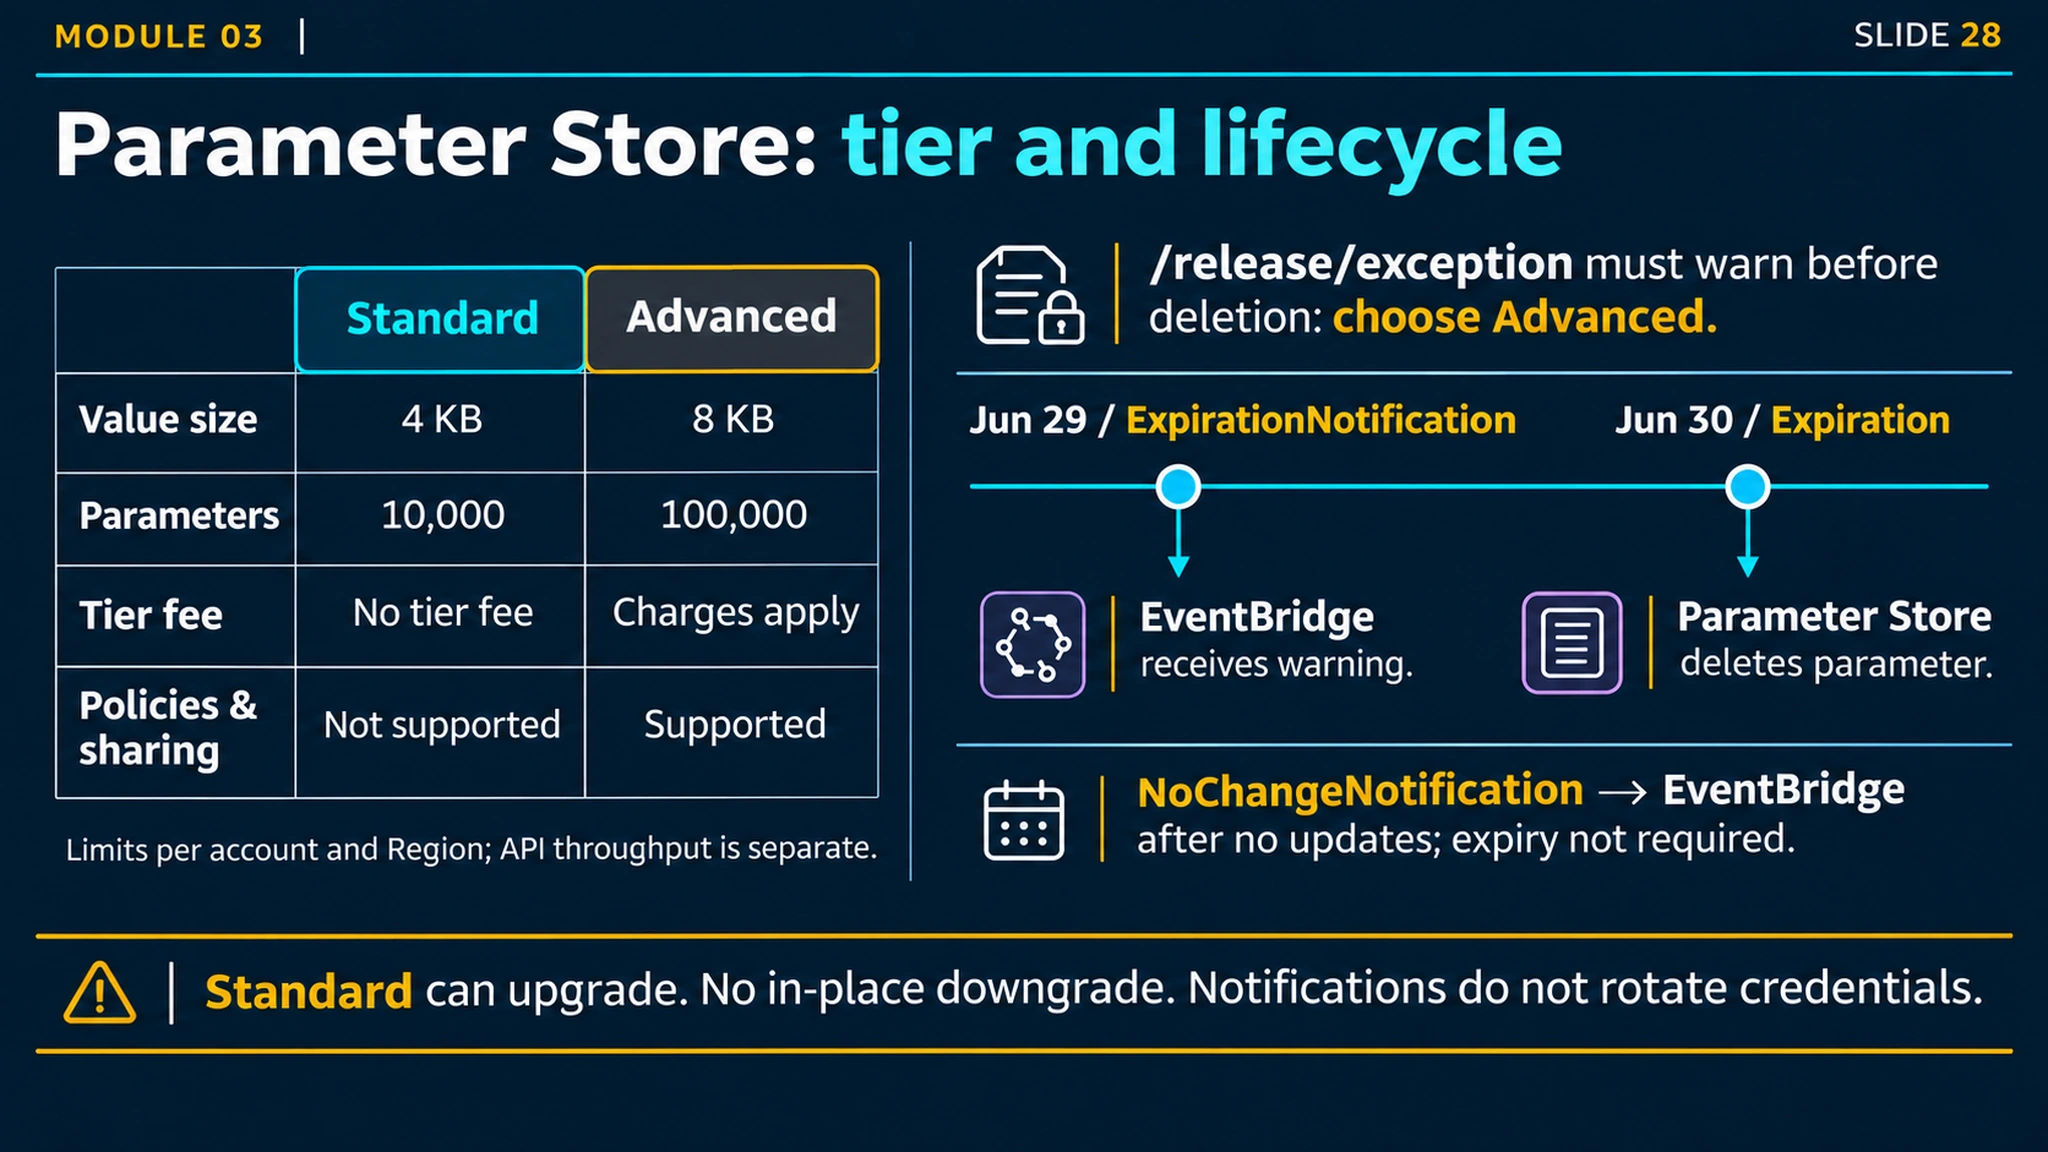 MODULE 03 |
SLIDE 28
Parameter Store: tier and lifecycle
Standard Advanced
Value size 4 KB 8 KB
Parameters 10,000 100,000
Tier fee No tier fee Charges apply
Policies &
sharing Not supported Supported
Limits per account and Region; API throughput is separate.
/release/exception must warn before
deletion: choose Advanced.
Jun 29 / ExpirationNotification
Jun 30 / Expiration
EventBridge
receives warning.
Parameter Store
deletes parameter.
NoChangeNotification → EventBridge
after no updates; expiry not required.
Standard can upgrade. No in-place downgrade. Notifications do not rotate credentials.